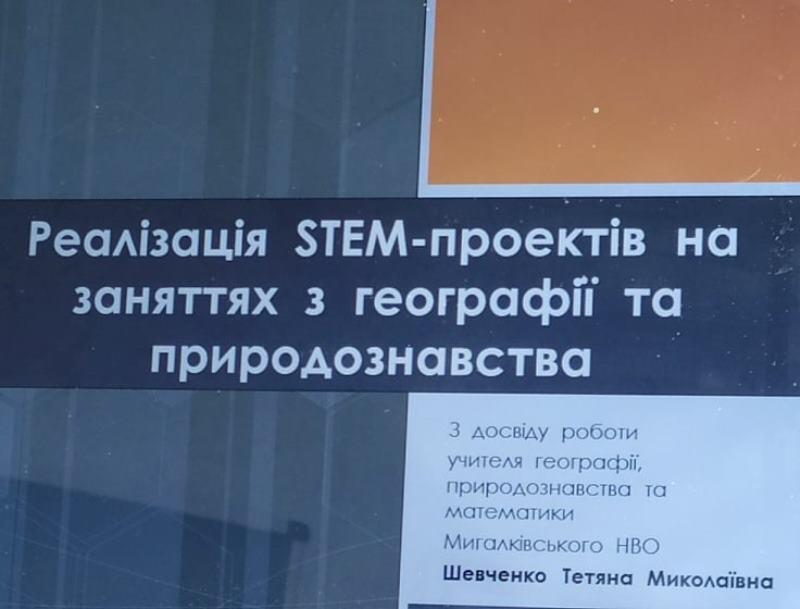 Реалізація STEM-проектів на
заняттях з географії та
природознавства
З досвіду роботи
учителя географії,
природознавства та
математики
Мигалківського НВО
Шевченко Тетяна Миколаївна